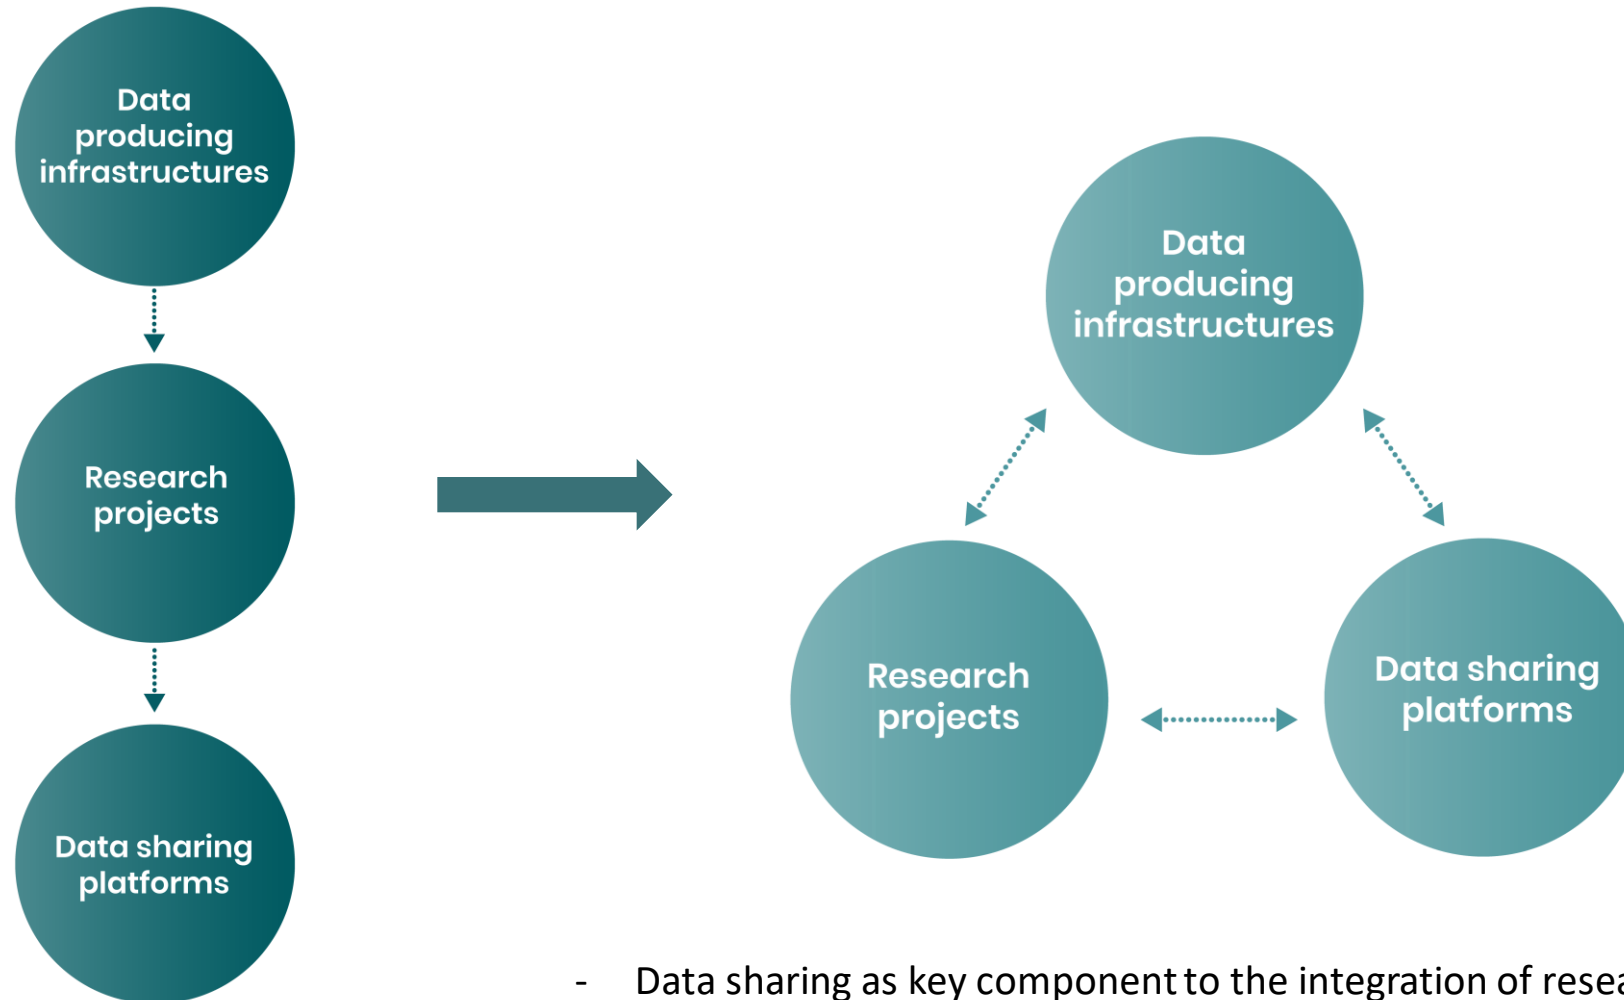 Data
producing
infrastructures
Research
projects
Data sharing
platforms
Data
producing
infrastructures
Research
projects
Data sharing
platforms
- Data sharing as key component to the integration of